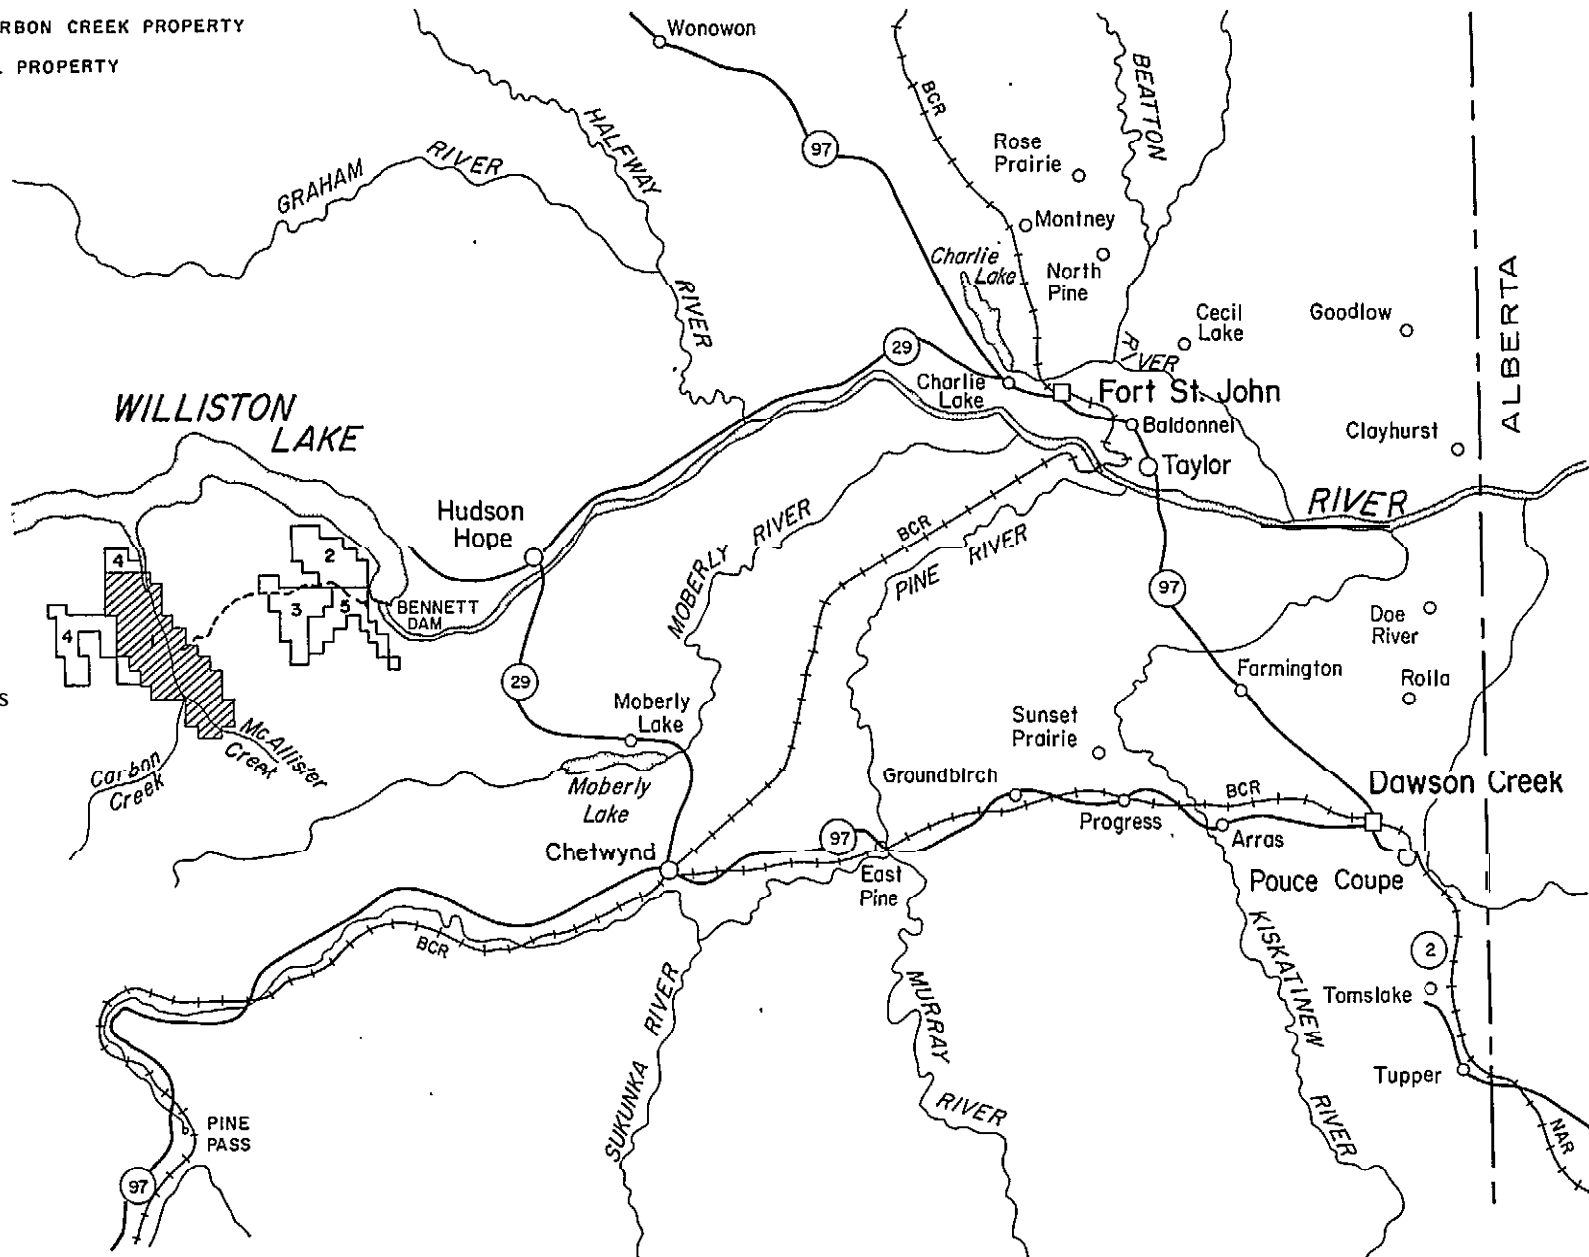 RBON CREEK PROPERTY
PROPERTY
Wonowon
BCR
BEATTON
HALFWAY
97
Rose
Prairie
GRAHAM
RIVER
Montney
Charlie
Lake
North
Pine
RIVER
ALBERTA
Cecil
Lake
Goodlow
29
RIVER
Charlie
Lake
Fort St. John
WILLISTON
LAKE
Baldonnel
Clayhurst
Taylor
Hudson
Hope
RIVER
MOBERLY RIVER
BCR
PINE RIVER
4
2
3
5
BENNETT
DAM
97
Doe
River
4
Farmington
Rolla
S
29
Moberly
Lake
Sunset
Prairie
McAllister
Creek
Carbon
Creek
Moberly
Lake
Groundbirch
BCR
Dawson Creek
Progress
Arras
97
Chetwynd
East
Pine
Pouce Coupe
BCR
KISKATINEW
RIVER
2
SUKUNKA RIVER
MURRAY
RIVER
Tomslake
Tupper
PINE
PASS
NAR
97